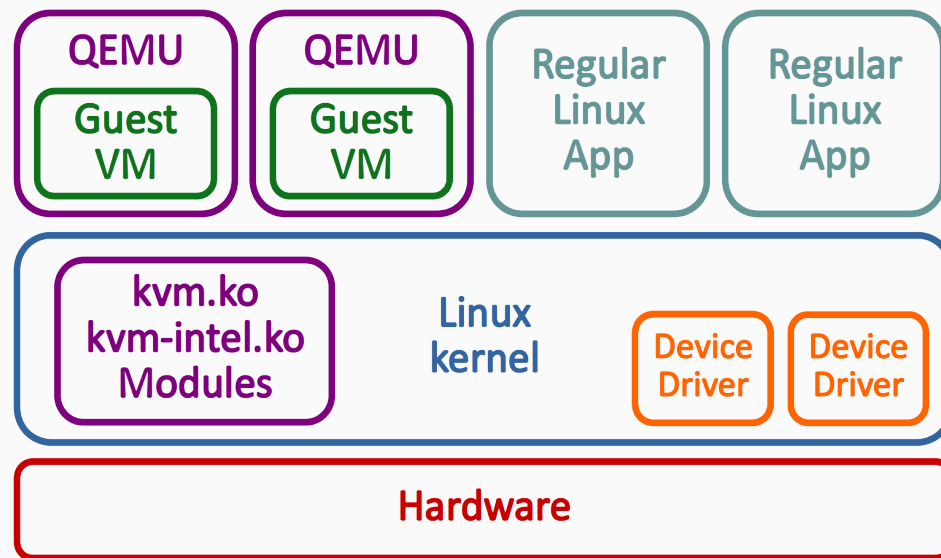 QEMU
Guest
VM
QEMU
Guest
VM
Regular
Linux
App
Regular
Linux
App
kvm.ko
kvm-intel.ko
Modules
Linux
kernel
Device
Driver
Device
Driver
Hardware